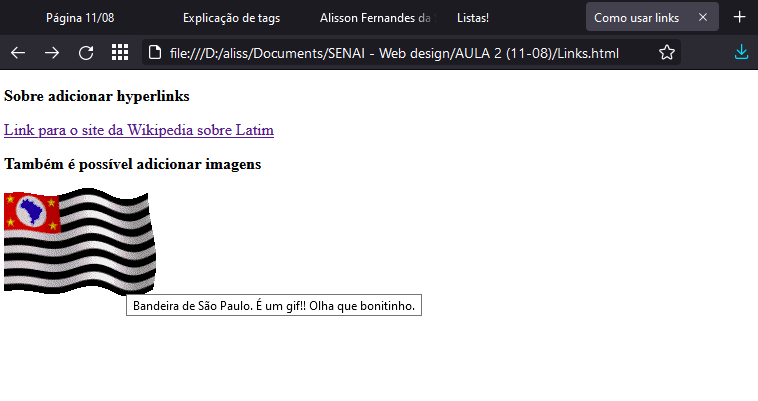 Página 11/08
Explicação de tags
Alisson Fernandes da
Listas!
Como usar links
file:///D:/aliss/Documents/SENAI - Web design/AULA 2 (11-08)/Links.html
Sobre adicionar hyperlinks
Link para o site da Wikipedia sobre Latim
Também é possível adicionar imagens
Bandeira de São Paulo. É um gif!! Olha que bonitinho.